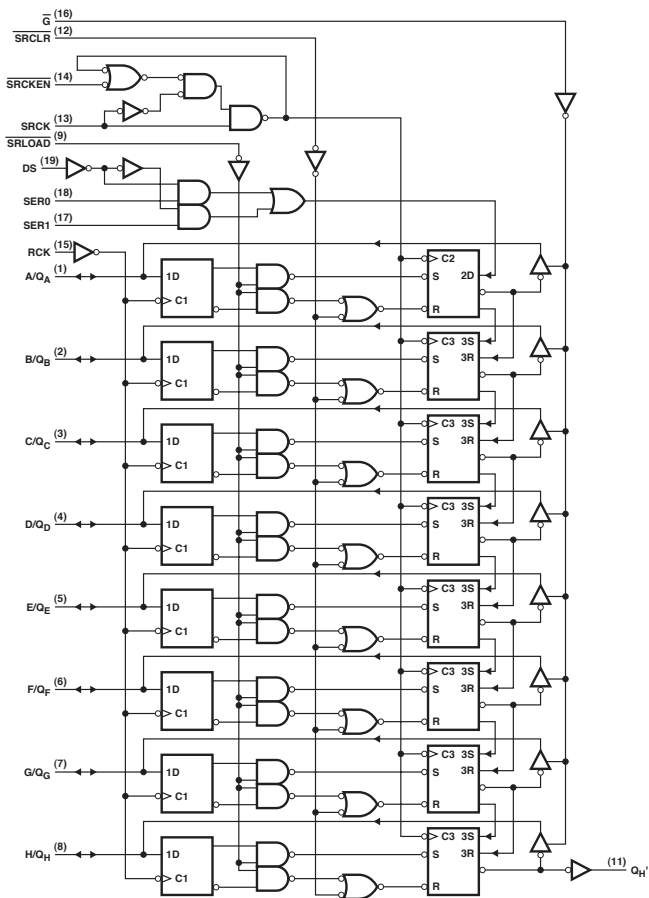 G (16)
SRCLR (12)
SRCKEN (14)
SRCK (13)
SRLOAD (9)
DS (19)
SER0 (18)
SER1 (17)
RCK (15)
A/QA (1)
1D
C1
C2
2D
S
R
B/QB (2)
1D
C1
C3 3S
3R
S
R
C/QC (3)
1D
C1
C3 3S
3R
S
R
D/QD (4)
1D
C1
C3 3S
3R
S
R
E/QE (5)
1D
C1
C3 3S
3R
S
R
F/QF (6)
1D
C1
C3 3S
3R
S
R
G/QG (7)
1D
C1
C3 3S
3R
S
R
H/QH (8)
1D
C1
C3 3S
3R
S
R
(11) QH'